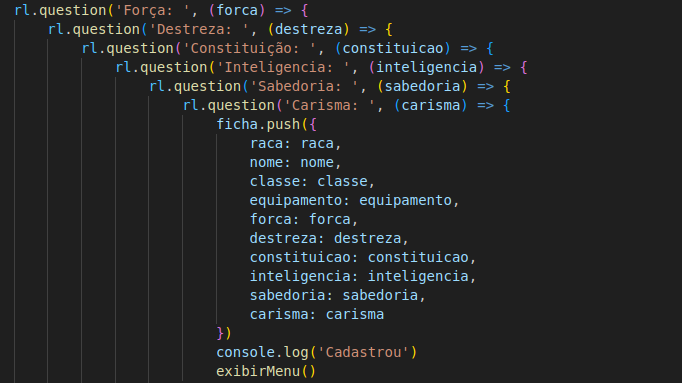 rl.question('Força: ', (forca) => {
rl.question('Destreza: ', (destreza) => {
rl.question('Constituição: ', (constituicao) => {
rl.question('Inteligencia: ', (inteligencia) => {
rl.question('Sabedoria: ', (sabedoria) => {
rl.question('Carisma: ', (carisma) => {
ficha.push({
raca: raca,
nome: nome,
classe: classe,
equipamento: equipamento,
forca: forca,
destreza: destreza,
constituicao: constituicao,
inteligencia: inteligencia,
sabedoria: sabedoria,
carisma: carisma
})
console.log('Cadastrou')
exibirMenu()